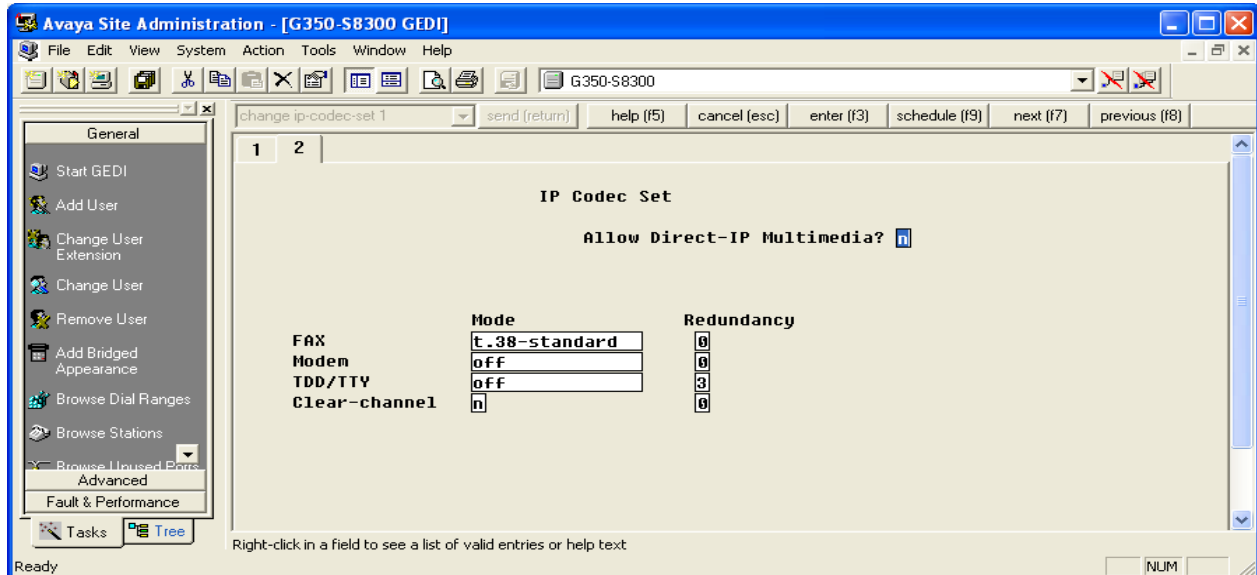 Avaya Site Administration - [G350-S8300 GEDI]
File Edit View System Action Tools Window Help
G350-S8300
General
Start GEDI
Add User
Change User
Extension
Change User
Remove User
Add Bridged
Appearance
Browse Dial Ranges
Browse Stations
Browse Unused Ports
Advanced
Fault & Performance
Tasks Tree
change ip-codec-set 1 send (return) help (f5) cancel (esc) enter (f3) schedule (f9) next (f7) previous (f8)
1 2
IP Codec Set
Allow Direct-IP Multimedia? n
Mode Redundancy
FAX t.38-standard 0
Modem off 0
TDD/TTY off 3
Clear-channel n 0
Right-click in a field to see a list of valid entries or help text
Ready NUM